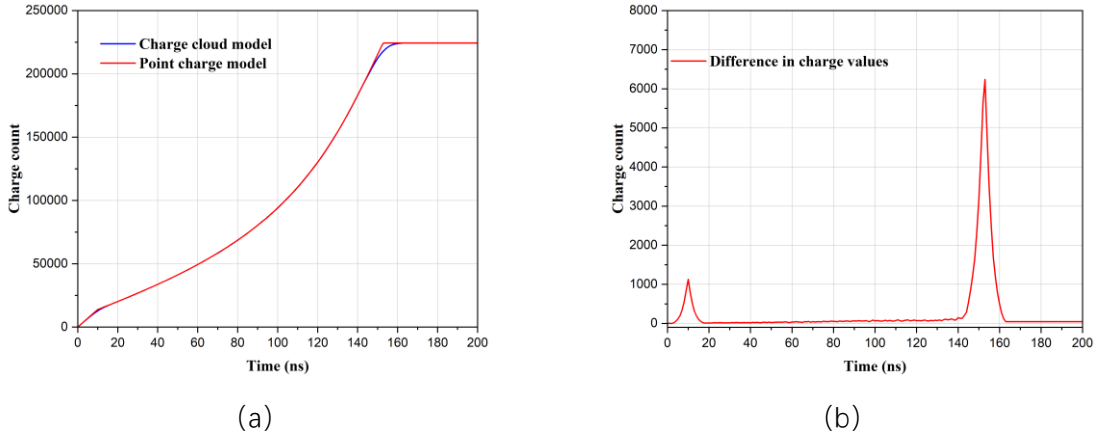 250000
200000
150000
100000
50000
0
Charge count
Charge cloud model
Point charge model
0 20 40 60 80 100 120 140 160 180 200
Time (ns)
(a)
8000
7000
6000
5000
4000
3000
2000
1000
0
Charge count
Difference in charge values
0 20 40 60 80 100 120 140 160 180 200
Time (ns)
(b)